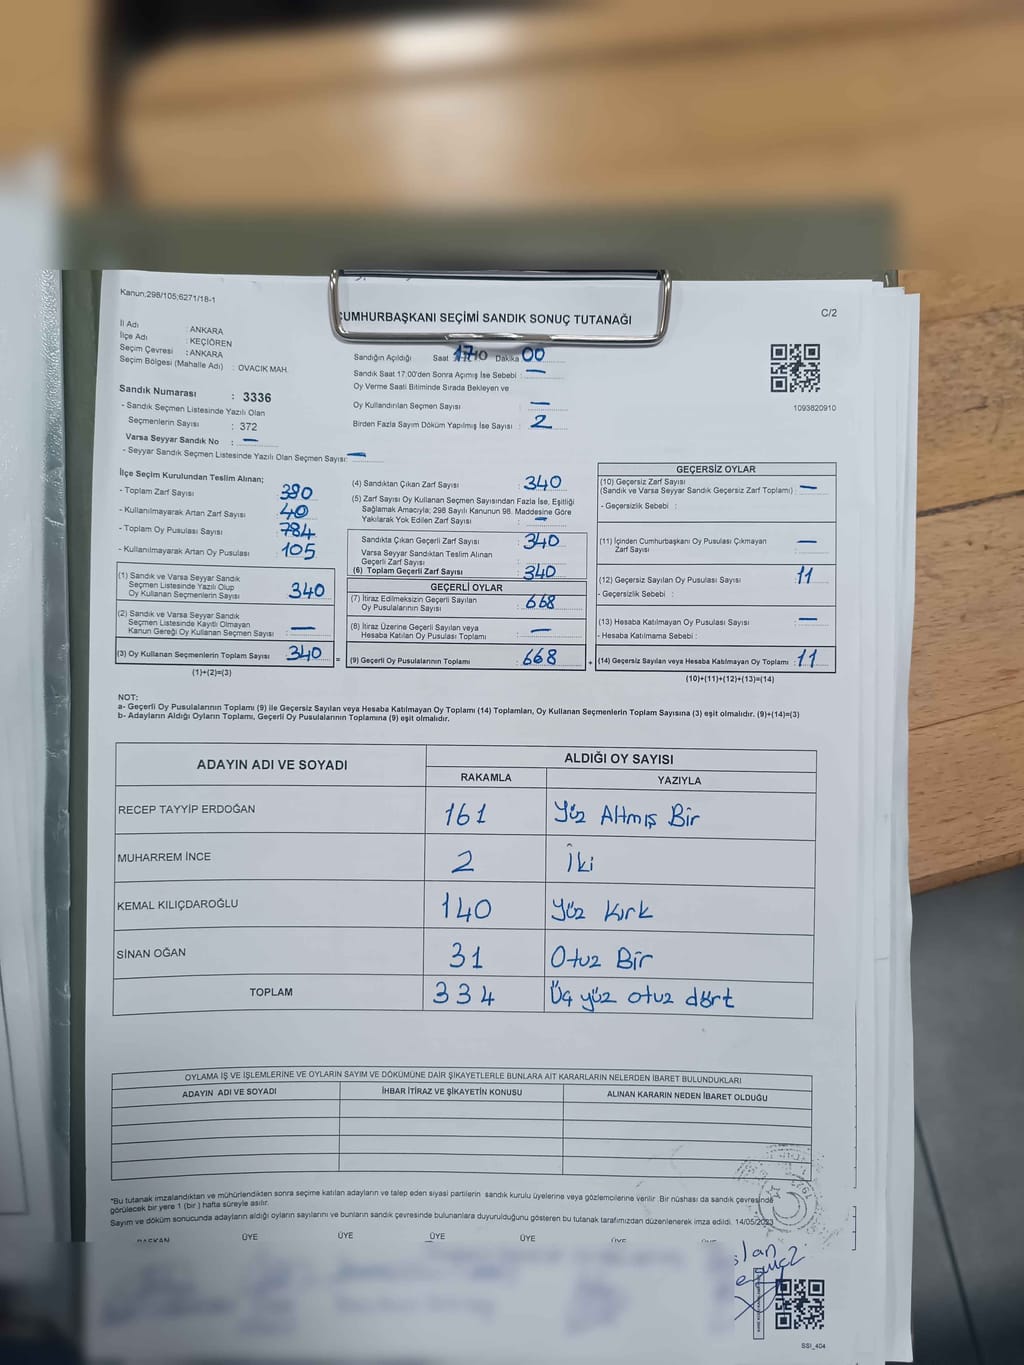 Kanun;298/105;6271/18-1
C/2
CUMHURBAŞKANI SEÇİMİ SANDIK SONUÇ TUTANAĞI
İl Adı : ANKARA
İlçe Adı : KEÇİÖREN
Seçim Çevresi : ANKARA
Seçim Bölgesi (Mahalle Adı) : OVACIK MAH.
Sandık Numarası : 3336
- Sandık Seçmen Listesinde Yazılı Olan
Seçmenlerin Sayısı : 372
Varsa Seyyar Sandık No : —
- Seyyar Sandık Seçmen Listesinde Yazılı Olan Seçmen Sayısı: —
Sandığın Açıldığı Saat 17 Dakika 00
Sandık Saat 17:00'den Sonra Açımış İse Sebebi : —
Oy Verme Saati Bitiminde Sırada Bekleyen ve
Oy Kullandırılan Seçmen Sayısı : —
Birden Fazla Sayım Döküm Yapılmış İse Sayısı : 2
1093820910
İlçe Seçim Kurulundan Teslim Alınan;
- Toplam Zarf Sayısı : 390
- Kullanılmayarak Artan Zarf Sayısı : 40
- Toplam Oy Pusulası Sayısı : 784
- Kullanılmayarak Artan Oy Pusulası : 105
(1) Sandık ve Varsa Seyyar Sandık
Seçmen Listesinde Yazılı Olup
Oy Kullanan Seçmenlerin Sayısı : 340
(2) Sandık ve Varsa Seyyar Sandık
Seçmen Listesinde Kayıtlı Olmayan
Kanun Gereği Oy Kullanan Seçmen Sayısı : —
(3) Oy Kullanan Seçmenlerin Toplam Sayısı : 340 =
(1)+(2)=(3)
(4) Sandıktan Çıkan Zarf Sayısı : 340
(5) Zarf Sayısı Oy Kullanan Seçmen Sayısından Fazla İse, Eşitliği
Sağlamak Amacıyla; 298 Sayılı Kanunun 98. Maddesine Göre
Yakılarak Yok Edilen Zarf Sayısı : —
Sandıkta Çıkan Geçerli Zarf Sayısı : 340
Varsa Seyyar Sandıktan Teslim Alınan
Geçerli Zarf Sayısı
(6) Toplam Geçerli Zarf Sayısı : 340
GEÇERLİ OYLAR
(7) İtiraz Edilmeksizin Geçerli Sayılan
Oy Pusulalarının Sayısı : 668
(8) İtiraz Üzerine Geçerli Sayılan veya
Hesaba Katılan Oy Pusulası Toplamı : —
(9) Geçerli Oy Pusulalarının Toplamı : 668 +
GEÇERSİZ OYLAR
(10) Geçersiz Zarf Sayısı
(Sandık ve Varsa Seyyar Sandık Geçersiz Zarf Toplamı) : —
- Geçersizlik Sebebi :
(11) İçinden Cumhurbaşkanı Oy Pusulası Çıkmayan
Zarf Sayısı : —
(12) Geçersiz Sayılan Oy Pusulası Sayısı : 11
- Geçersizlik Sebebi :
(13) Hesaba Katılmayan Oy Pusulası Sayısı : —
- Hesaba Katılmama Sebebi :
(14) Geçersiz Sayılan veya Hesaba Katılmayan Oy Toplamı : 11
(10)+(11)+(12)+(13)=(14)
NOT:
a- Geçerli Oy Pusulalarının Toplamı (9) ile Geçersiz Sayılan veya Hesaba Katılmayan Oy Toplamı (14) Toplamları, Oy Kullanan Seçmenlerin Toplam Sayısına (3) eşit olmalıdır. (9)+(14)=(3)
b- Adayların Aldığı Oyların Toplamı, Geçerli Oy Pusulalarının Toplamına (9) eşit olmalıdır.
ADAYIN ADI VE SOYADI ALDIĞI OY SAYISI
RAKAMLA YAZIYLA
RECEP TAYYİP ERDOĞAN 161 Yüz Altmış Bir
MUHARREM İNCE 2 İki
KEMAL KILIÇDAROĞLU 140 Yüz Kırk
SİNAN OĞAN 31 Otuz Bir
TOPLAM 334 Üç yüz otuz dört
OYLAMA İŞ VE İŞLEMLERİNE VE OYLARIN SAYIM VE DÖKÜMÜNE DAİR ŞİKAYETLERLE BUNLARA AİT KARARLARIN NELERDEN İBARET BULUNDUKLARI
ADAYIN ADI VE SOYADI İHBAR İTİRAZ VE ŞİKAYETİN KONUSU ALINAN KARARIN NEDEN İBARET OLDUĞU
"Bu tutanak imzalandıktan ve mühürlendikten sonra seçime katılan adayların ve talep eden siyasi partilerin sandık kurulu üyelerine veya gözlemcilerine verilir. Bir nüshası da sandık çevresinde
görülecek bir yere 1 (bir) hafta süreyle asılır.
Sayım ve döküm sonucunda adayların aldığı oyların sayılarını ve bunların sandık çevresinde bulunanlara duyurulduğunu gösteren bu tutanak tarafımızdan düzenlenerek imza edildi. 14/05/2023
BAŞKAN ÜYE ÜYE ÜYE ÜYE ÜYE
SSI_404